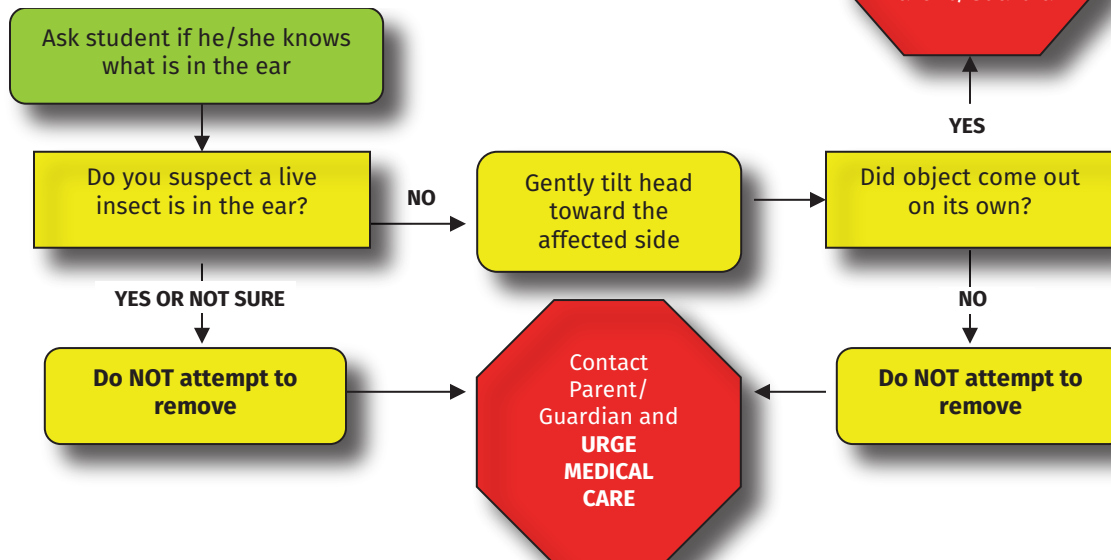 Ask student if he/she knows
what is in the ear
YES
Do you suspect a live
insect is in the ear?
NO
Gently tilt head
toward the
affected side
Did object come out
on its own?
YES OR NOT SURE
NO
Do NOT attempt to
remove
Contact
Parent/
Guardian and
URGE
MEDICAL
CARE
Do NOT attempt to
remove